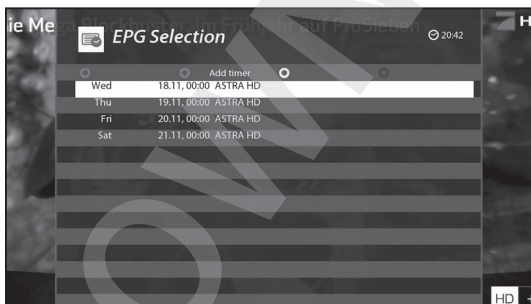 ie Mega Blockbuster. Im Frühjahr auf ProSieben.
H
EPG Selection
20:42
Add timer
Wed 18.11, 00:00 ASTRA HD
Thu 19.11, 00:00 ASTRA HD
Fri 20.11, 00:00 ASTRA HD
Sat 21.11, 00:00 ASTRA HD
HD